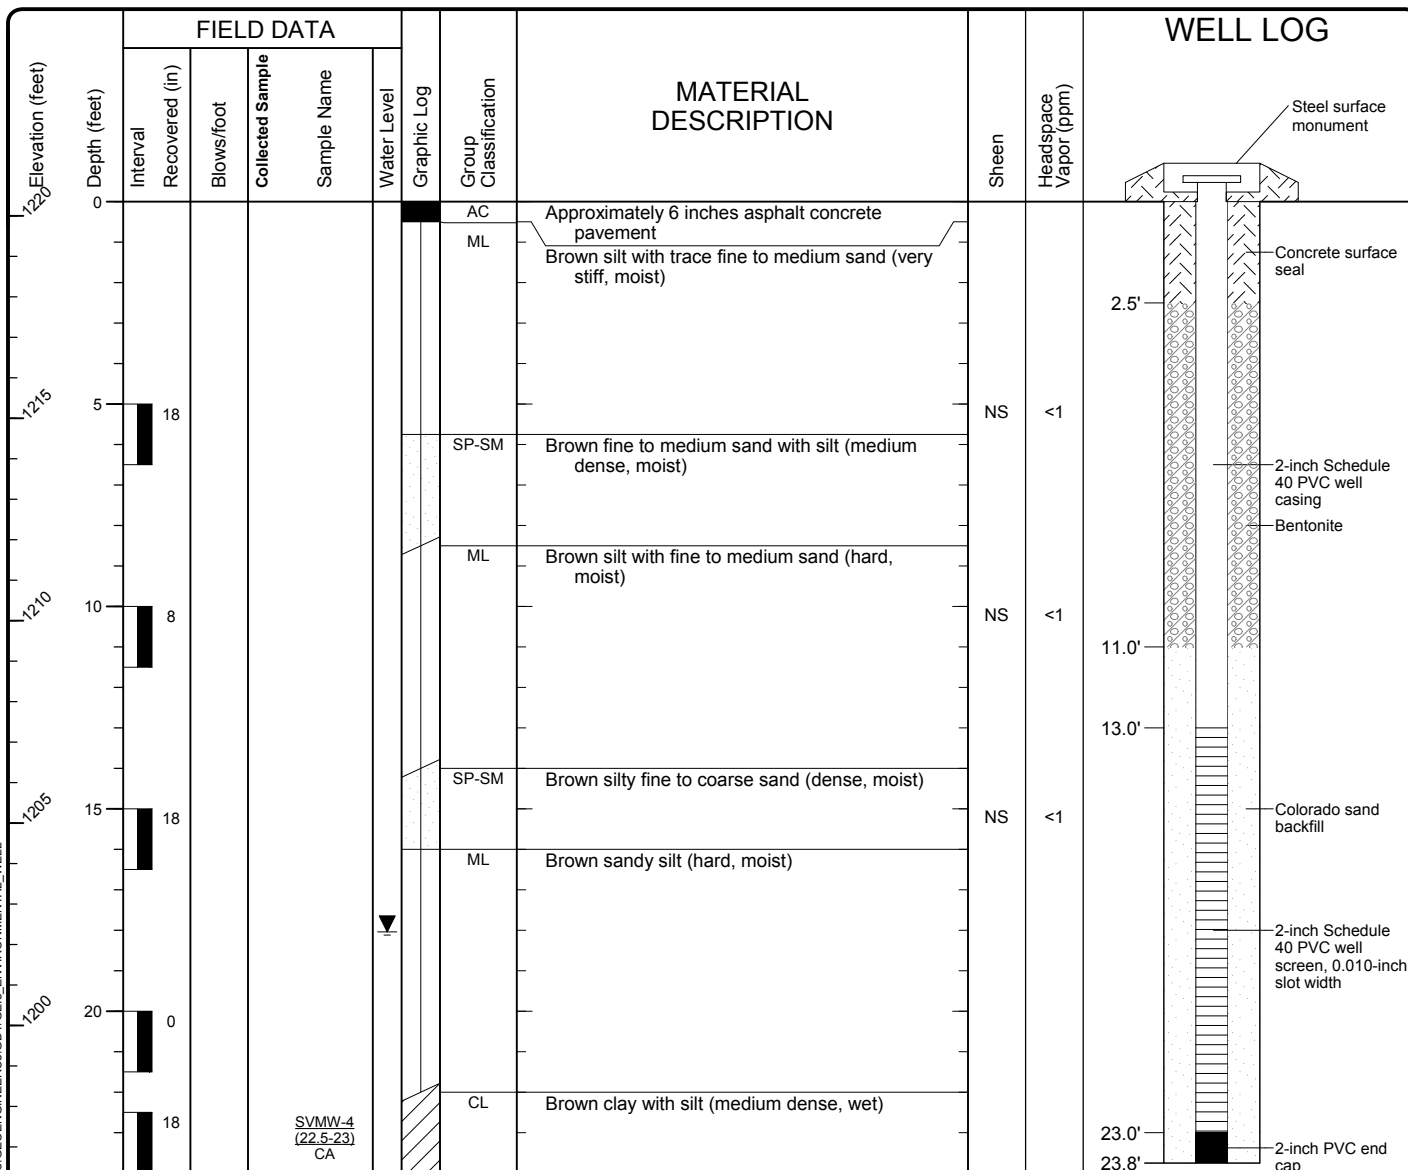 FIELD DATA
WELL LOG
Elevation (feet)
Depth (feet)
Interval
Recovered (in)
Blows/foot
Collected Sample
Sample Name
Water Level
Graphic Log
Group
Classification
MATERIAL
DESCRIPTION
Sheen
Headspace
Vapor (ppm)
Steel surface
monument
1220
0
AC
Approximately 6 inches asphalt concrete
pavement
ML
Brown silt with trace fine to medium sand (very
stiff, moist)
Concrete surface
seal
2.5'
1215
5
18
NS
<1
SP-SM
Brown fine to medium sand with silt (medium
dense, moist)
2-inch Schedule
40 PVC well
casing
Bentonite
ML
Brown silt with fine to medium sand (hard,
moist)
1210
10
8
NS
<1
11.0'
13.0'
SP-SM
Brown silty fine to coarse sand (dense, moist)
1205
15
18
NS
<1
Colorado sand
backfill
ML
Brown sandy silt (hard, moist)
2-inch Schedule
40 PVC well
screen, 0.010-inch
slot width
1200
20
0
CL
Brown clay with silt (medium dense, wet)
18
SVMW-4
(22.5-23)
CA
23.0'
2-inch PVC end
cap
23.8'